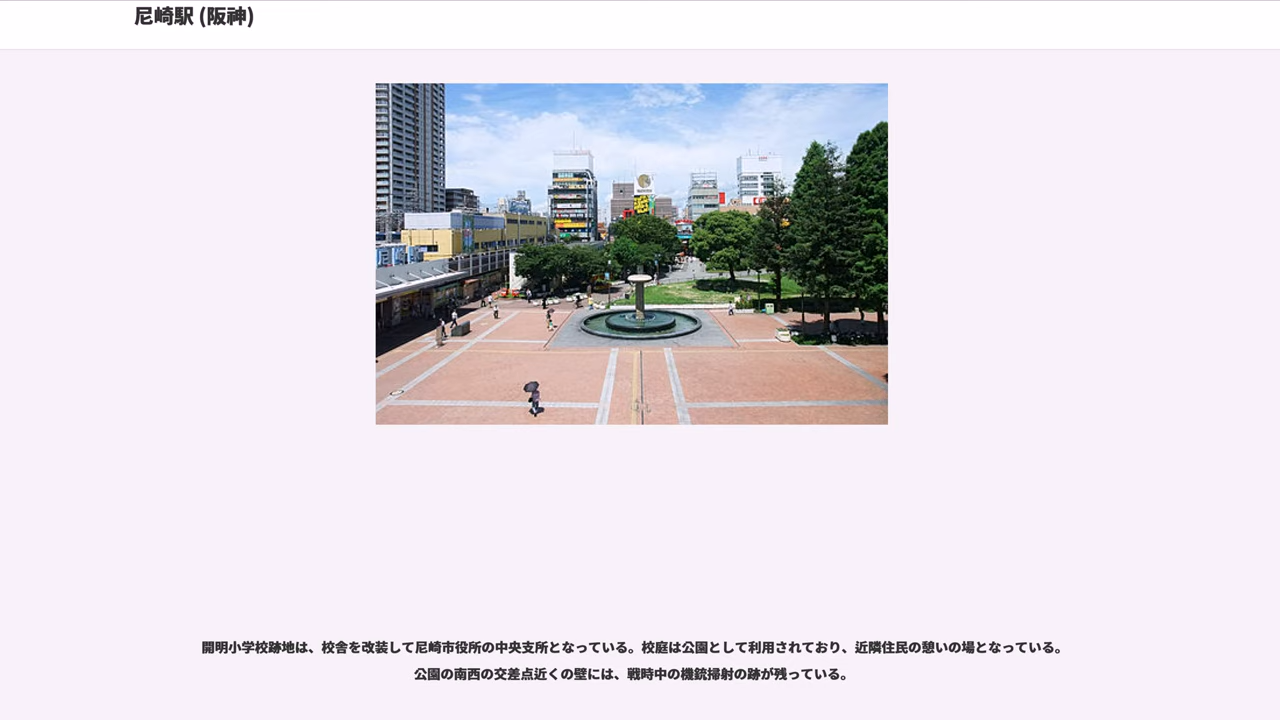 尼崎駅 (阪神)
開明小学校跡地は、校舎を改装して尼崎市役所の中央支所となっている。校庭は公園として利用されており、近隣住民の憩いの場となっている。
公園の南西の交差点近くの壁には、戦時中の機銃掃射の跡が残っている。